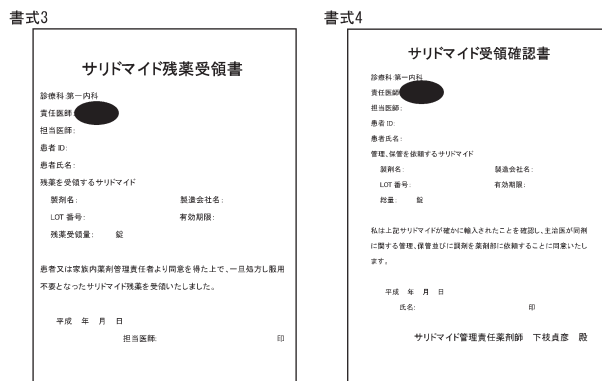 書式3
サリドマイド残薬受領書
診療科:第一内科
責任医師
担当医師:
患者 ID:
患者氏名:
残薬を受領するサリドマイド
製剤名: 製造会社名:
LOT 番号: 有効期限:
残薬受領量: 錠
患者又は家族内薬剤管理責任者より同意を得た上で、一旦処方し服用
不要となったサリドマイド残薬を受領いたしました。
平成 年 月 日
担当医師: 印
書式4
サリドマイド受領確認書
診療科:第一内科
責任医師
担当医師:
患者 ID:
患者氏名:
管理、保管を依頼するサリドマイド
製剤名: 製造会社名:
LOT 番号: 有効期限:
総量: 錠
私は上記サリドマイドが確かに輸入されたことを確認し、主治医が同剤
に関する管理、保管並びに調剤を薬剤部に依頼することに同意いたし
ます。
平成 年 月 日
氏名: 印
サリドマイド管理責任薬剤師 下枝貞彦 殿